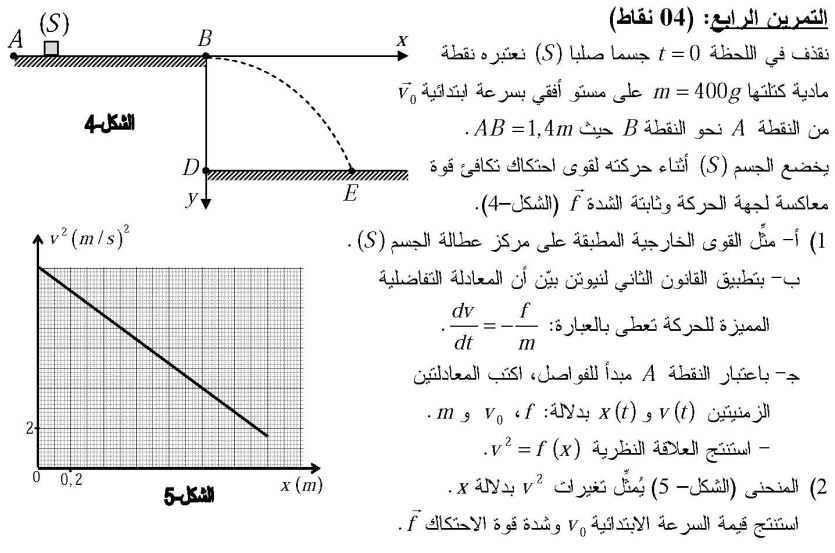 التمرين الرابع: (04 نقاط)
نقذف في اللحظة t = 0 جسما صلبا (S) نعتبره نقطة
مادية كتلتها m = 400g على مستو أفقي بسرعة ابتدائية v⃗₀
من النقطة A نحو النقطة B حيث AB = 1,4m .
يخضع الجسم (S) أثناء حركته لقوى احتكاك تكافئ قوة
معاكسة لجهة الحركة وثابتة الشدة f⃗ (الشكل–4).
1) أ- مثِّل القوى الخارجية المطبقة على مركز عطالة الجسم (S) .
ب- بتطبيق القانون الثاني لنيوتن بيّن أن المعادلة التفاضلية
المميزة للحركة تعطى بالعبارة: dv/dt = −f/m .
جـ- باعتبار النقطة A مبدأ للفواصل، اكتب المعادلتين
الزمنيتين v(t) و x(t) بدلالة: f ، v₀ و m .
- استنتج العلاقة النظرية v² = f(x) .
2) المنحنى (الشكل– 5) يُمثِّل تغيرات v² بدلالة x .
استنتج قيمة السرعة الابتدائية v₀ وشدة قوة الاحتكاك f⃗ .
(S)
A
B
x
الشكل-4
D
E
y
v² (m/s)²
2
0
0,2
x (m)
الشكل-5